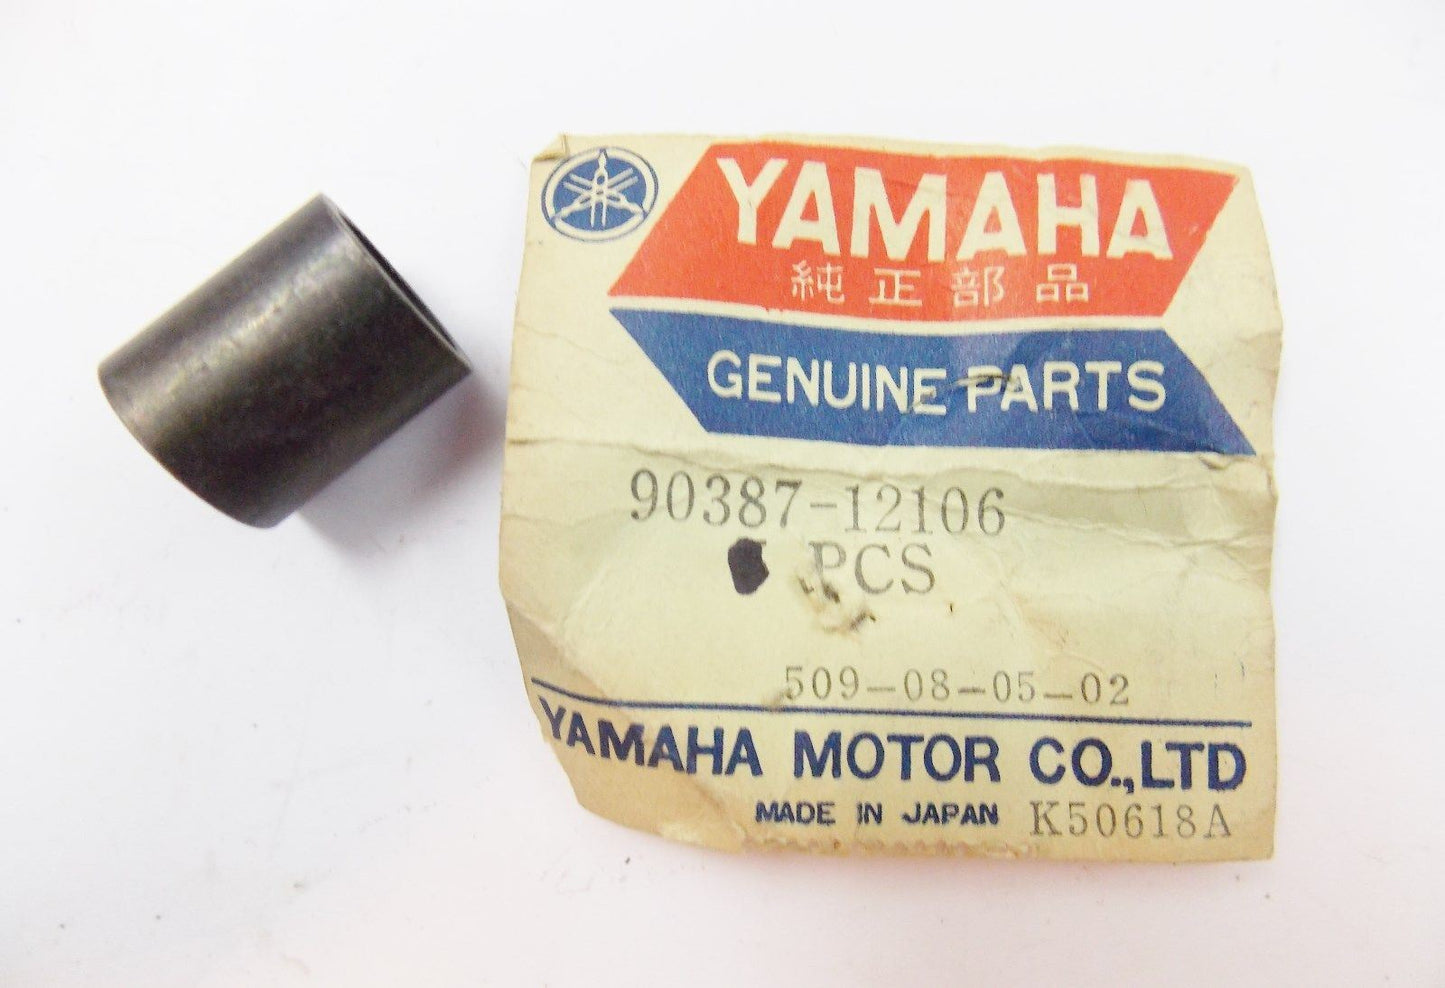 YAMAHA
純正部品
GENUINE PARTS
90387-12106
PCS
509-08-05-02
YAMAHA MOTOR CO.,LTD
MADE IN JAPAN K50618A